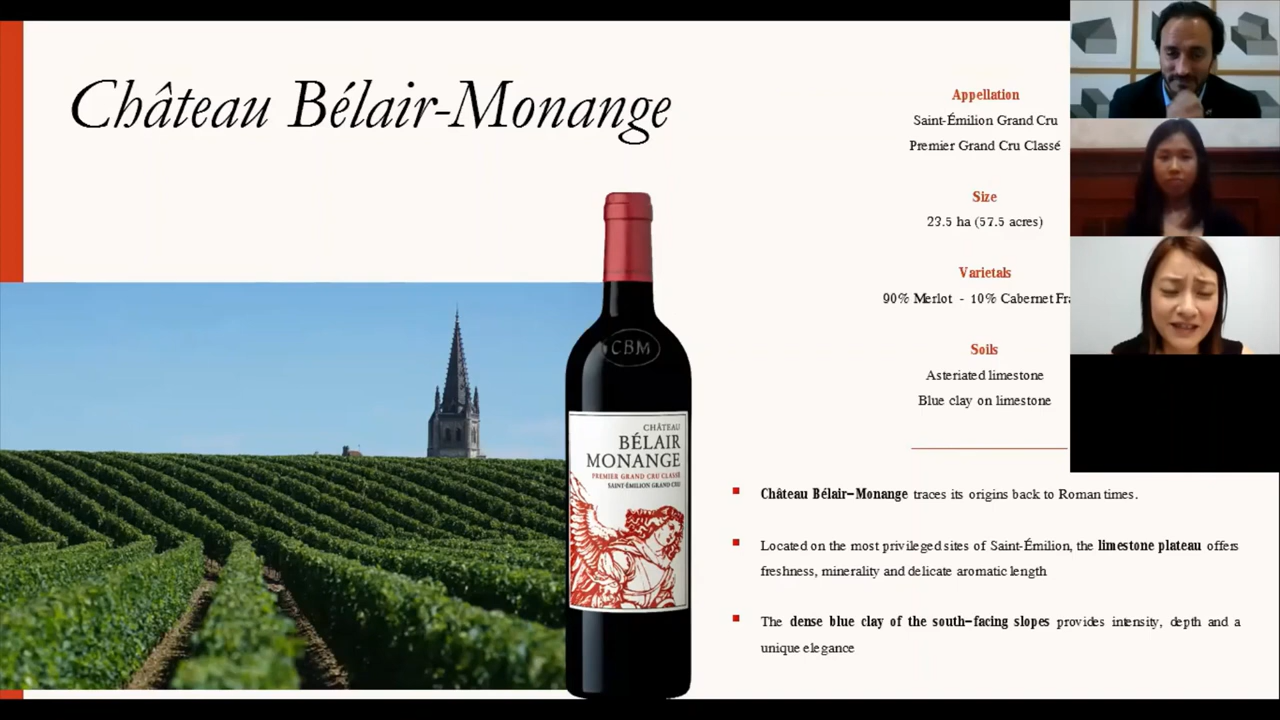 Château Bélair-Monange
Appellation
Saint-Émilion Grand Cru
Premier Grand Cru Classé
Size
23.5 ha (57.5 acres)
Varietals
90% Merlot - 10% Cabernet Fra
Soils
Asteriated limestone
Blue clay on limestone
CBM
CHÂTEAU
BÉLAIR
MONANGE
PREMIER GRAND CRU CLASSÉ
SAINT-ÉMILION GRAND CRU
Château Bélair-Monange traces its origins back to Roman times.
Located on the most privileged sites of Saint-Émilion, the limestone plateau offers
freshness, minerality and delicate aromatic length
The dense blue clay of the south-facing slopes provides intensity, depth and a
unique elegance